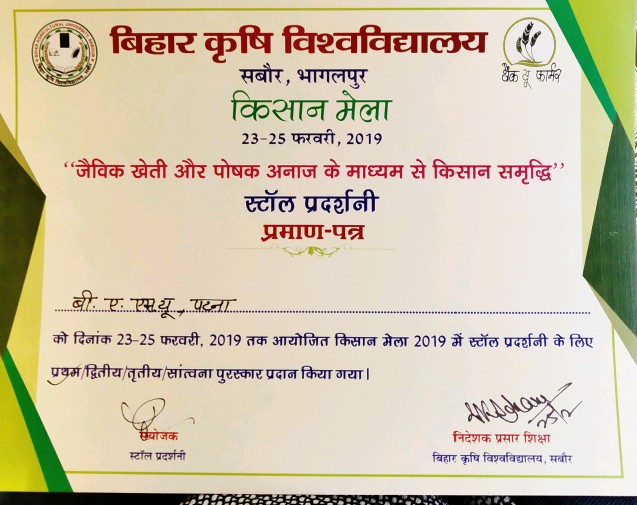 बिहार कृषि विश्वविद्यालय
थैंक यू फार्मर
सबौर, भागलपुर
किसान मेला
23-25 फरवरी, 2019
“जैविक खेती और पोषक अनाज के माध्यम से किसान समृद्धि”
स्टॉल प्रदर्शनी
प्रमाण-पत्र
बी. ए. एसयू, पटना
को दिनांक 23-25 फरवरी, 2019 तक आयोजित किसान मेला 2019 में स्टॉल प्रदर्शनी के लिए
प्रथम/द्वितीय/तृतीय/सांत्वना पुरस्कार प्रदान किया गया।
संयोजक
स्टॉल प्रदर्शनी
निदेशक प्रसार शिक्षा
बिहार कृषि विश्वविद्यालय, सबौर